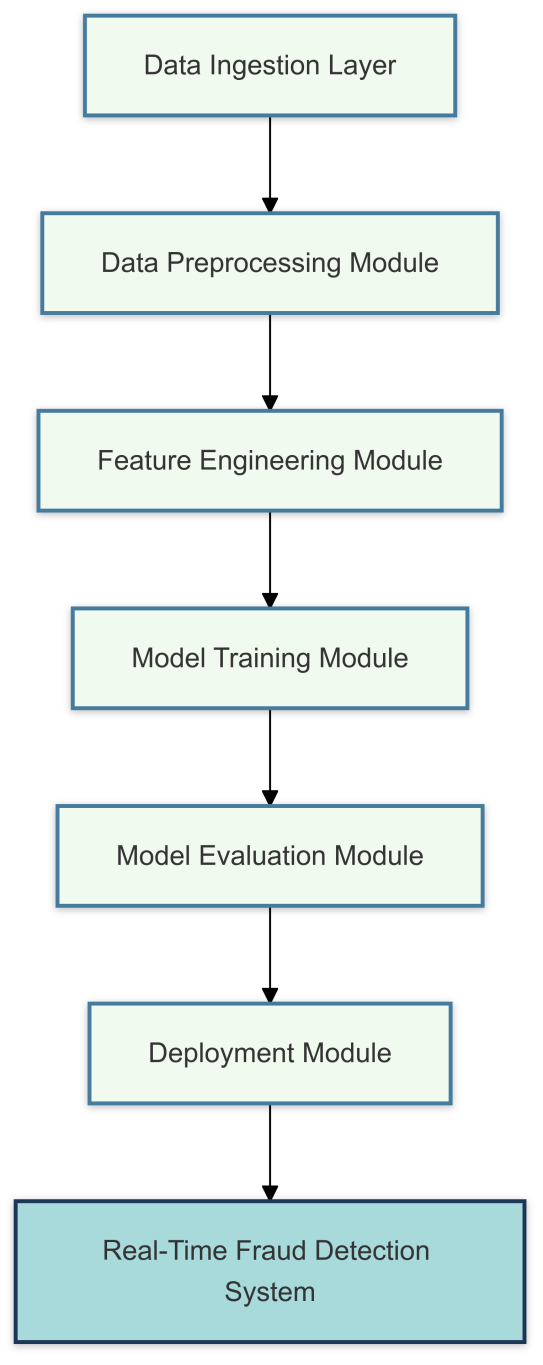 Data Ingestion Layer
Data Preprocessing Module
Feature Engineering Module
Model Training Module
Model Evaluation Module
Deployment Module
Real-Time Fraud Detection
System